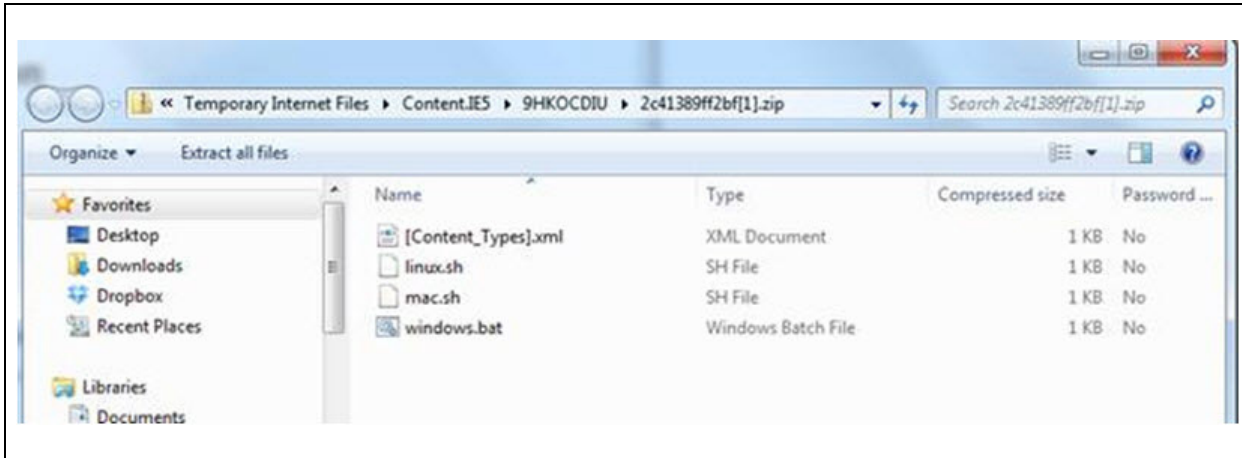 « Temporary Internet Files ▸ Content.IE5 ▸ 9HKOCDIU ▸ 2c41389ff2bf[1].zip Search 2c41389ff2bf[1].zip
Organize Extract all files
Name Type Compressed size Password ...
Favorites
Desktop
Downloads
Dropbox
Recent Places
Libraries
Documents
[Content_Types].xml XML Document 1 KB No
linux.sh SH File 1 KB No
mac.sh SH File 1 KB No
windows.bat Windows Batch File 1 KB No